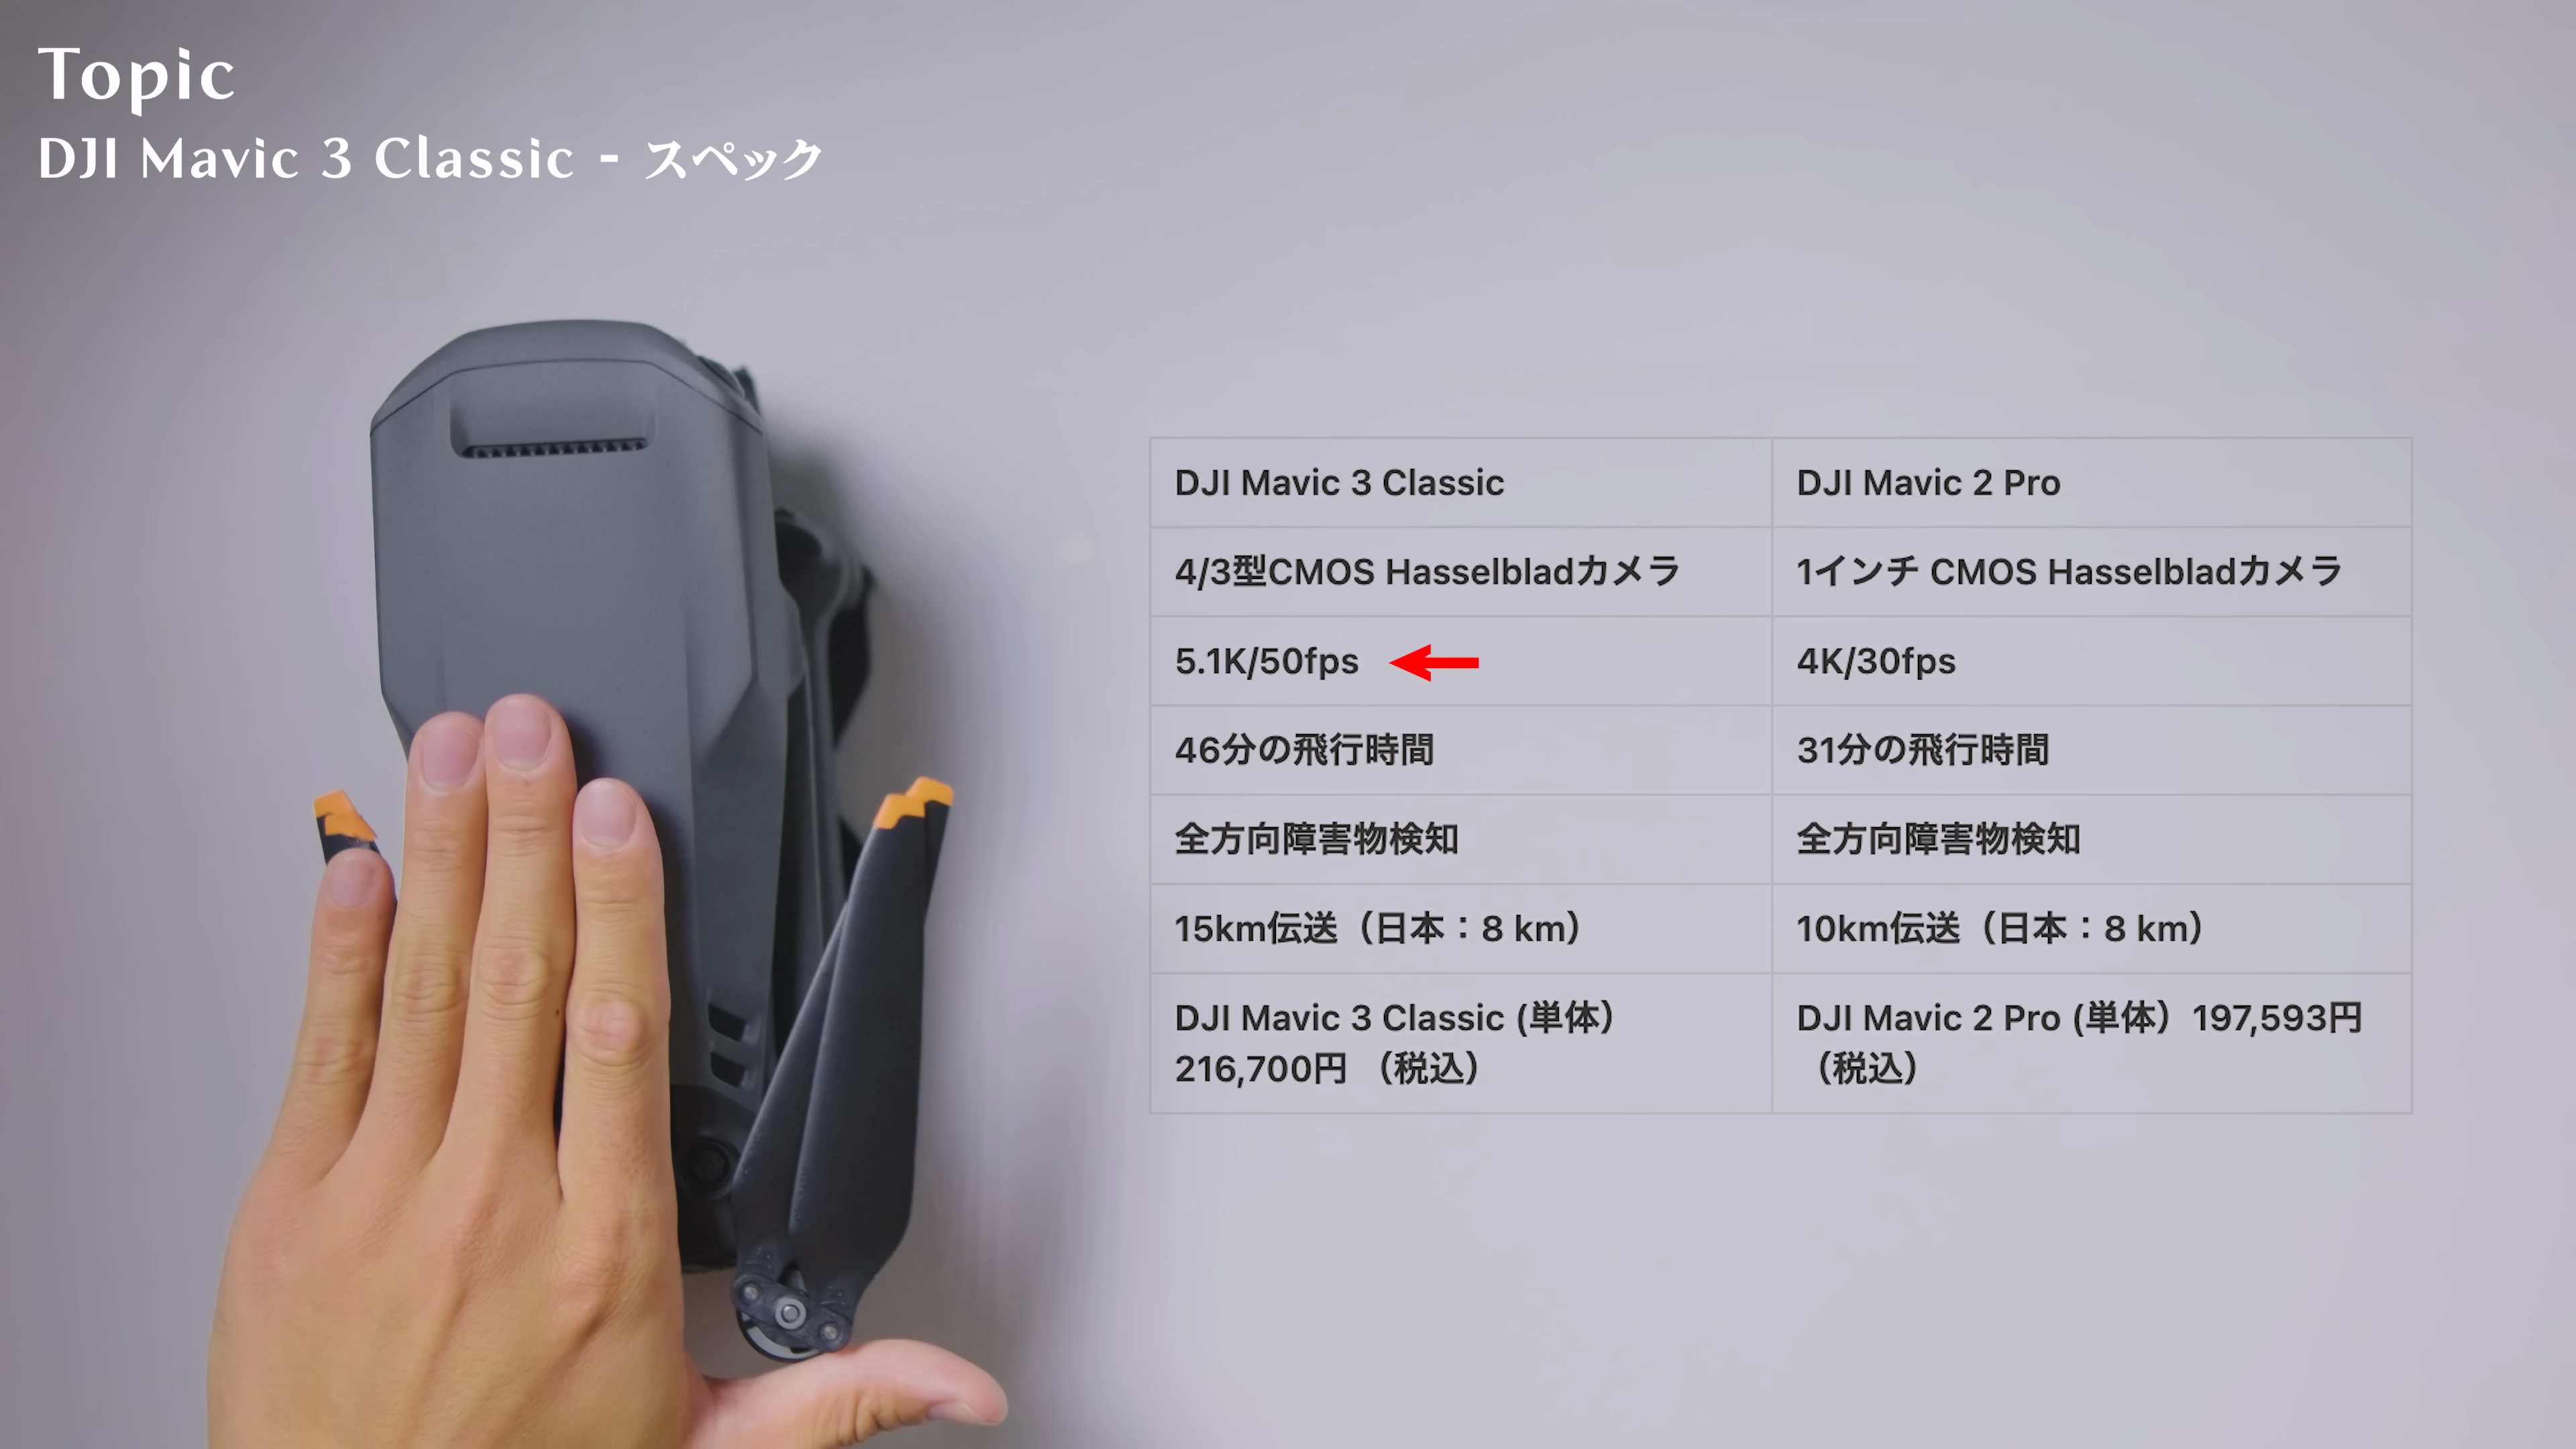 Topic
DJI Mavic 3 Classic - スペック
DJI Mavic 3 Classic
DJI Mavic 2 Pro
4/3型CMOS Hasselbladカメラ
1インチ CMOS Hasselbladカメラ
5.1K/50fps
4K/30fps
46分の飛行時間
31分の飛行時間
全方向障害物検知
全方向障害物検知
15km伝送（日本：8 km）
10km伝送（日本：8 km）
DJI Mavic 3 Classic (単体）
216,700円 （税込）
DJI Mavic 2 Pro (単体）197,593円
（税込）